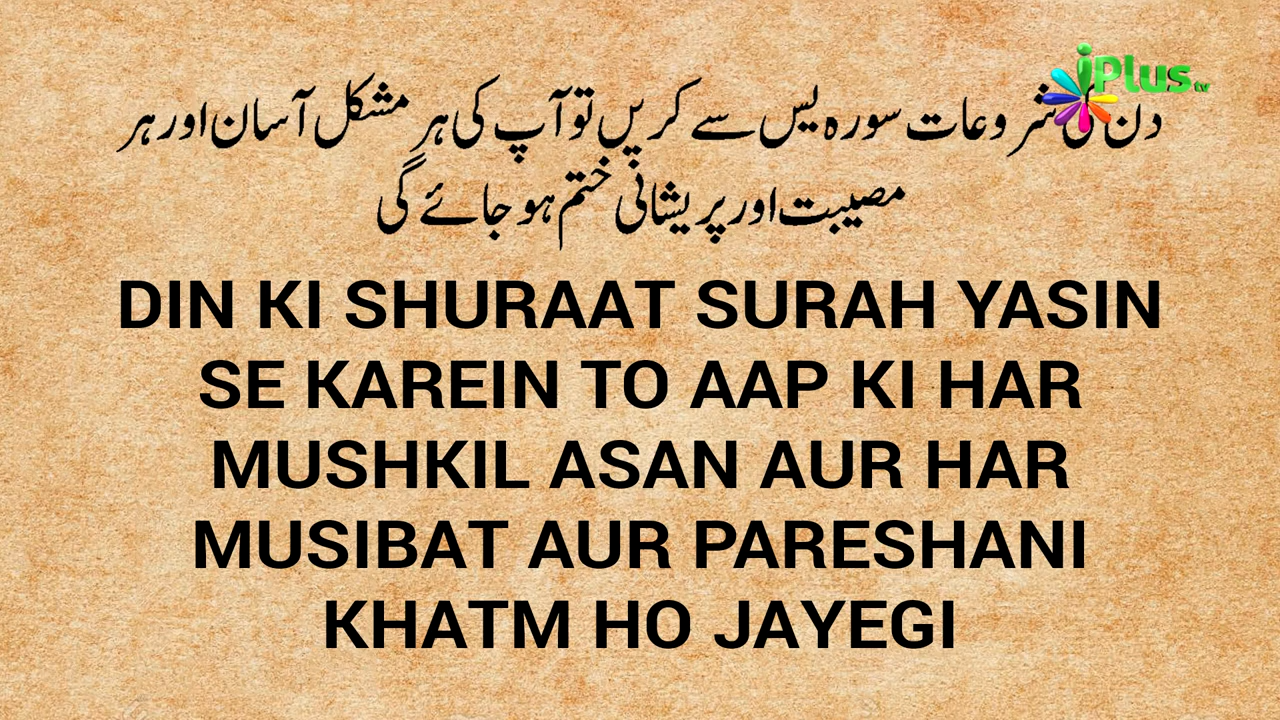 iPlus tv
دن کی شروعات سورہ یس سے کریں تو آپ کی ہر مشکل آسان اور ہر
مصیبت اور پریشانی ختم ہو جائے گی
DIN KI SHURAAT SURAH YASIN
SE KAREIN TO AAP KI HAR
MUSHKIL ASAN AUR HAR
MUSIBAT AUR PARESHANI
KHATM HO JAYEGI